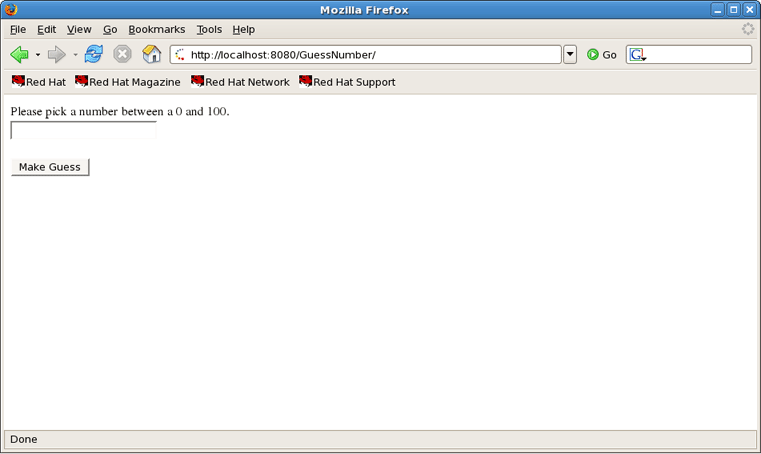 Mozilla Firefox
File Edit View Go Bookmarks Tools Help
http://localhost:8080/GuessNumber/ Go G
Red Hat Red Hat Magazine Red Hat Network Red Hat Support
Please pick a number between a 0 and 100.
Make Guess
Done